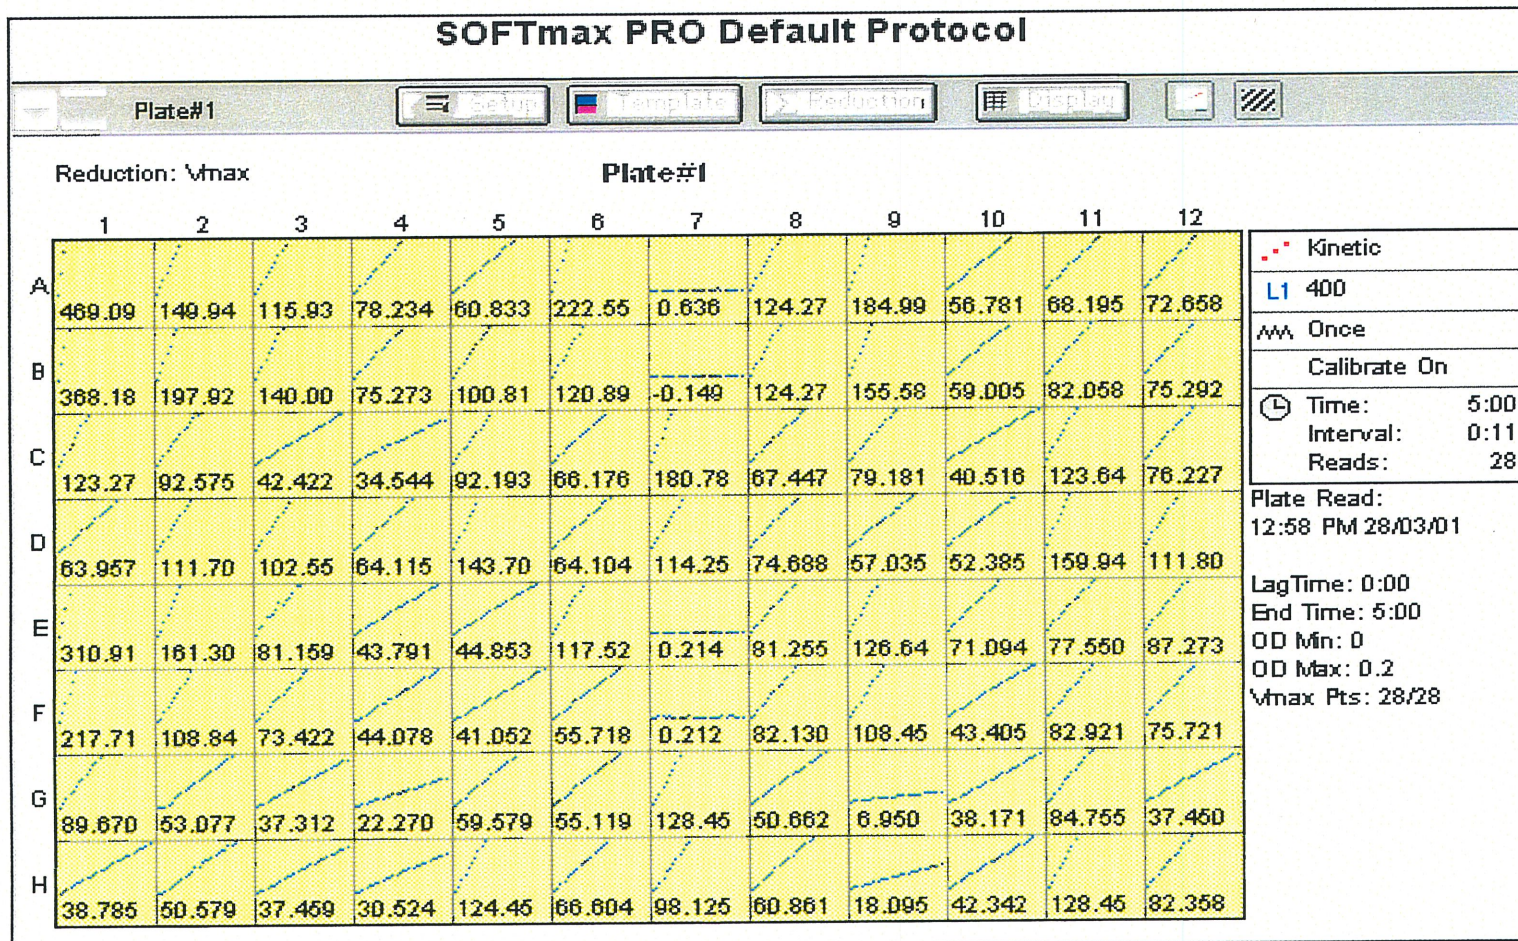 SOFTmax PRO Default Protocol
Plate#1 Setup Template Reduction Display
Reduction: Vmax Plate#1
1 2 3 4 5 6 7 8 9 10 11 12
A 469.09 149.94 115.93 78.234 60.833 222.55 0.636 124.27 184.99 56.781 68.195 72.658
B 368.18 197.92 140.00 75.273 100.81 120.89 -0.149 124.27 155.58 59.005 82.058 75.292
C 123.27 92.575 42.422 34.544 92.193 66.176 180.78 67.447 79.181 40.516 123.64 76.227
D 63.957 111.70 102.55 64.115 143.70 64.104 114.25 74.688 57.035 52.385 159.94 111.80
E 310.91 161.30 81.159 43.791 44.853 117.52 0.214 81.255 126.64 71.094 77.550 87.273
F 217.71 108.84 73.422 44.078 41.052 55.718 0.212 82.130 108.45 43.405 82.921 75.721
G 89.670 53.077 37.312 22.270 59.579 55.119 128.45 50.662 6.950 38.171 84.755 37.450
H 38.785 50.579 37.459 30.524 124.45 66.604 98.125 60.861 18.095 42.342 128.45 82.358
Kinetic
L1 400
Once
Calibrate On
Time: 5:00
Interval: 0:11
Reads: 28
Plate Read:
12:58 PM 28/03/01
LagTime: 0:00
End Time: 5:00
OD Min: 0
OD Max: 0.2
Vmax Pts: 28/28